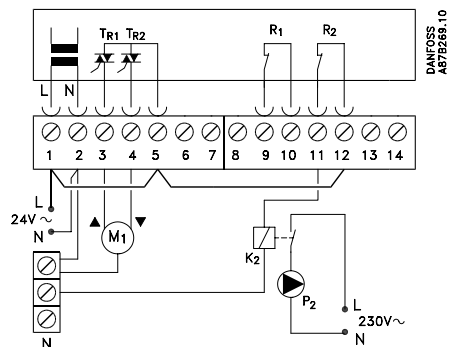 TR1 TR2
R1 R2
L N
DANFOSS
A87B269.10
1 2 3 4 5 6 7 8 9 10 11 12 13 14
L
24V ~
N
M1
K2
P2
L
230V~
N
N